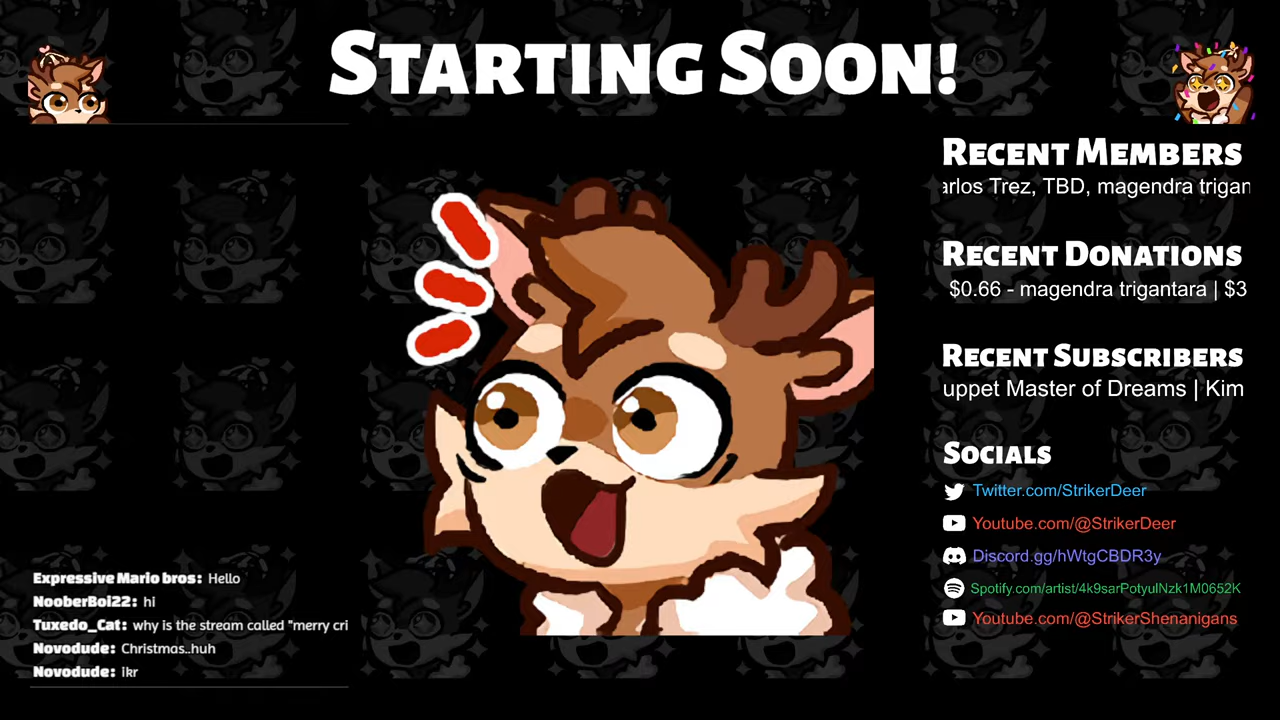 STARTING SOON!
RECENT MEMBERS
arlos Trez, TBD, magendra trigan
RECENT DONATIONS
$0.66 - magendra trigantara | $3
RECENT SUBSCRIBERS
uppet Master of Dreams | Kim
SOCIALS
Twitter.com/StrikerDeer
Youtube.com/@StrikerDeer
Discord.gg/hWtgCBDR3y
Spotify.com/artist/4k9sarPotyulNzk1M0652K
Youtube.com/@StrikerShenanigans
Expressive Mario bros: Hello
NooberBoi22: hi
Tuxedo_Cat: why is the stream called "merry cri
Novodude: Christmas..huh
Novodude: ikr